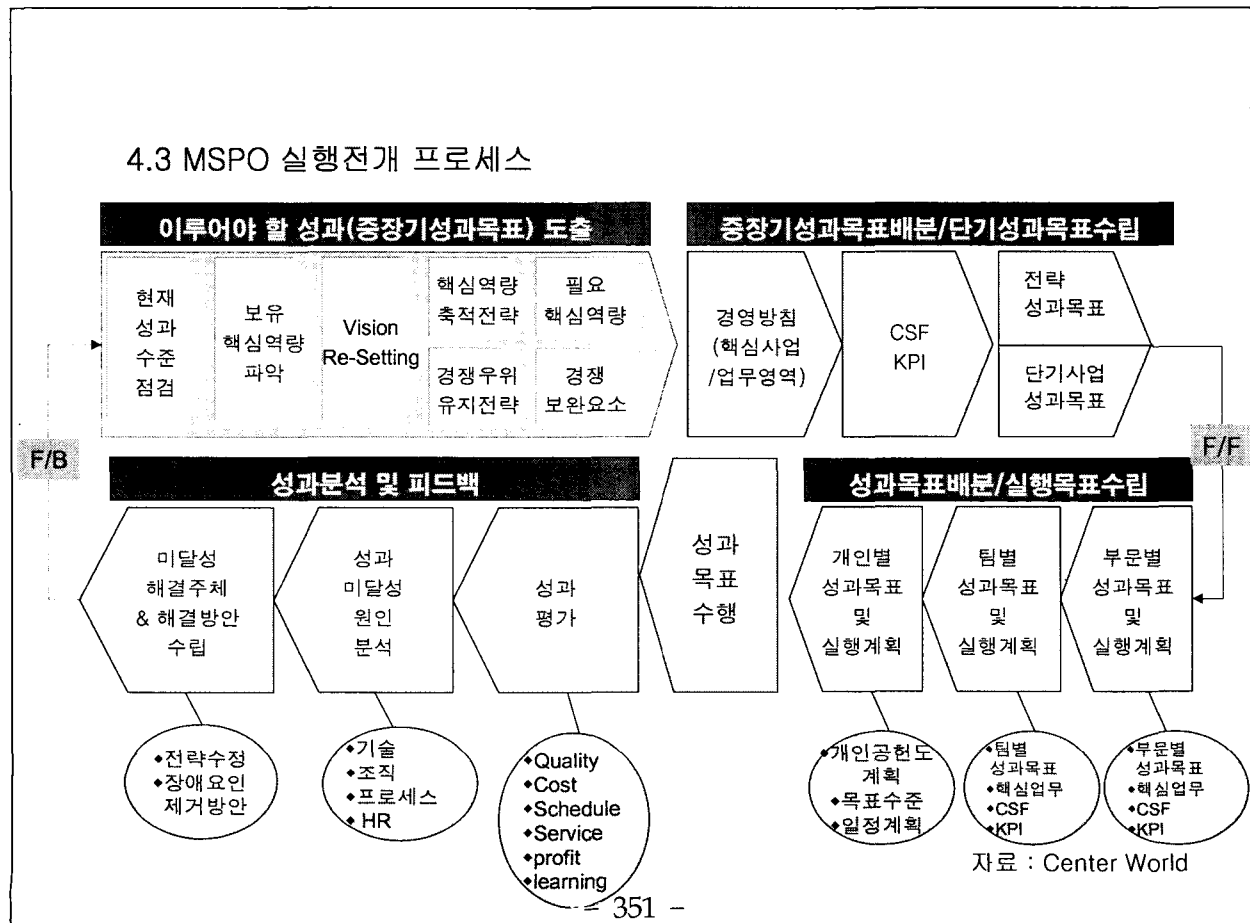 4.3 MSPO 실행전개 프로세스
이루어야 할 성과(중장기성과목표) 도출
현재
성과
수준
점검
보유
핵심역량
파악
Vision
Re-Setting
핵심역량
축적전략
경쟁우위
유지전략
필요
핵심역량
경쟁
보완요소
중장기성과목표배분/단기성과목표수립
경영방침
(핵심사업
/업무영역)
CSF
KPI
전략
성과목표
단기사업
성과목표
F/B
F/F
성과분석 및 피드백
미달성
해결주체
& 해결방안
수립
성과
미달성
원인
분석
성과
평가
성과
목표
수행
성과목표배분/실행목표수립
개인별
성과목표
및
실행계획
팀별
성과목표
및
실행계획
부문별
성과목표
및
실행계획
◆전략수정
◆장애요인
제거방안
◆기술
◆조직
◆프로세스
◆HR
◆Quality
◆Cost
◆Schedule
◆Service
◆profit
◆learning
◆개인공헌도
계획
◆목표수준
◆일정계획
◆팀별
성과목표
◆핵심업무
◆CSF
◆KPI
◆부문별
성과목표
◆핵심업무
◆CSF
◆KPI
자료 : Center World
- 351 -